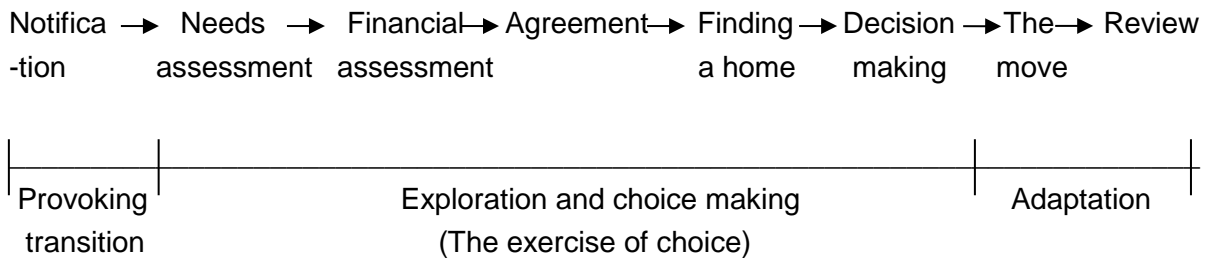 Notifica Needs Financial Agreement Finding Decision The Review
-tion assessment assessment a home making move
Provoking Exploration and choice making Adaptation
transition (The exercise of choice)